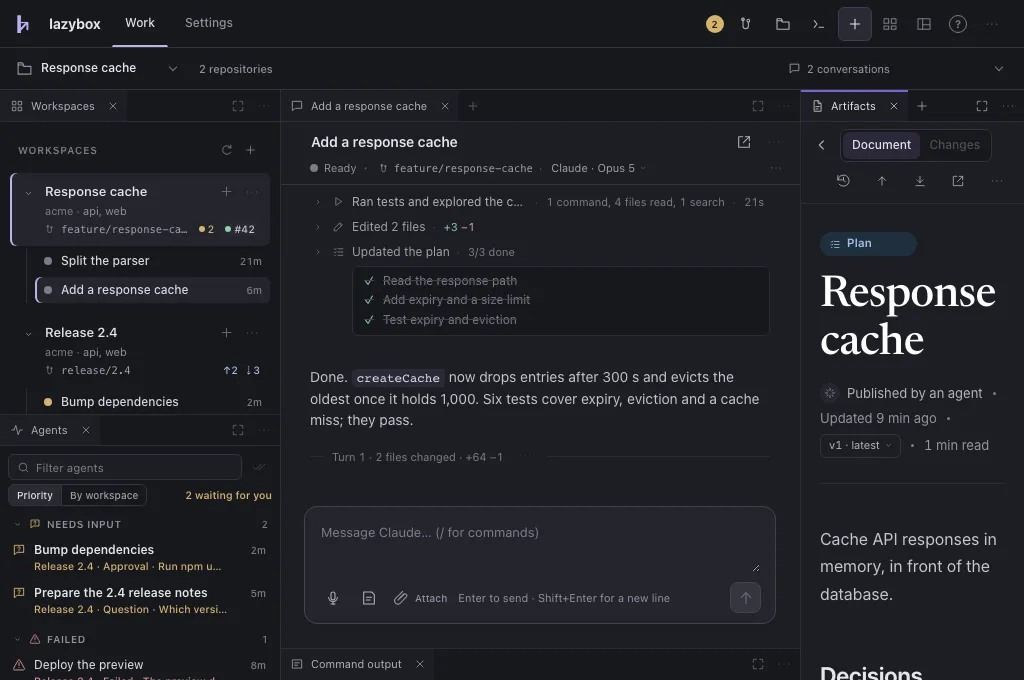 lazybox
Work
Settings
2
?
Response cache
2 repositories
2 conversations
Workspaces
WORKSPACES
Response cache
acme · api, web
feature/response-ca… 2 #42
Split the parser 21m
Add a response cache 6m
Release 2.4
acme · api, web
release/2.4 ↑2 ↓3
Bump dependencies 2m
Agents
Filter agents
Priority
By workspace
2 waiting for you
NEEDS INPUT 2
Bump dependencies 2m
Release 2.4 · Approval · Run npm u…
Prepare the 2.4 release notes 5m
Release 2.4 · Question · Which versi…
FAILED 1
Deploy the preview 8m
Release 2.4 · Failed · The preview d
Add a response cache
Add a response cache
Ready · feature/response-cache · Claude · Opus 5
Ran tests and explored the c… · 1 command, 4 files read, 1 search · 21s
Edited 2 files · +3 −1
Updated the plan · 3/3 done
Read the response path
Add expiry and a size limit
Test expiry and eviction
Done. createCache now drops entries after 300 s and evicts the
oldest once it holds 1,000. Six tests cover expiry, eviction and a cache
miss; they pass.
Turn 1 · 2 files changed · +64 −1
Message Claude… (/ for commands)
Attach
Enter to send · Shift+Enter for a new line
Command output
Artifacts
Document
Changes
Plan
Response
cache
Published by an agent ·
Updated 9 min ago ·
v1 · latest · 1 min read
Cache API responses in
memory, in front of the
database.
Decisions